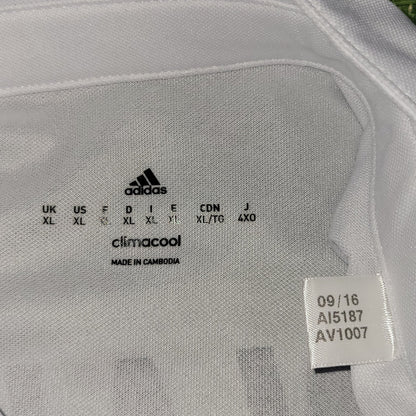 adidas
UK US F D I E CDN J
XL XL XL XL XL XL XL/TG 4XO
climacool
MADE IN CAMBODIA
09/16
AI5187
AV1007